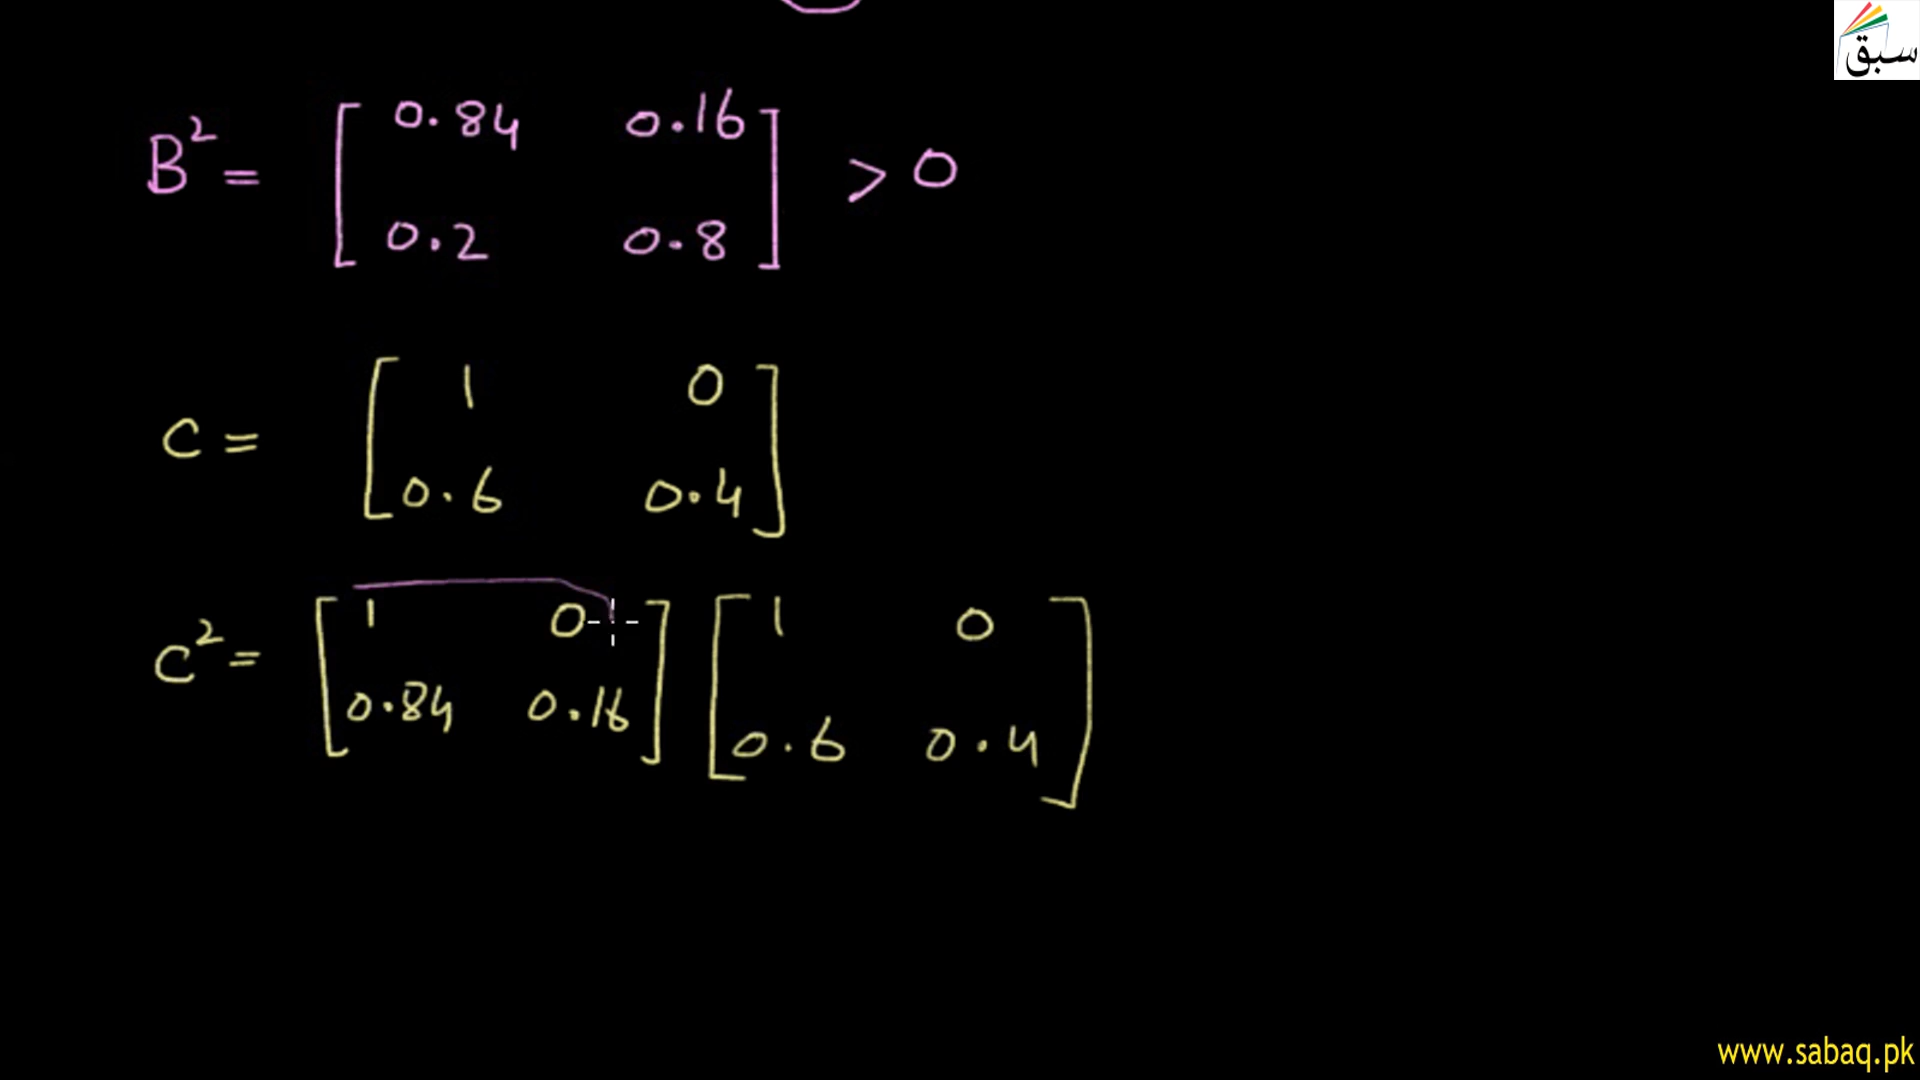 سبق
B² = [ 0.84 0.16 ] > 0
[ 0.2 0.8 ]
C = [ 1 0 ]
[ 0.6 0.4 ]
C² = [ 1 0 ] [ 1 0 ]
[ 0.84 0.16 ] [ 0.6 0.4 ]
www.sabaq.pk